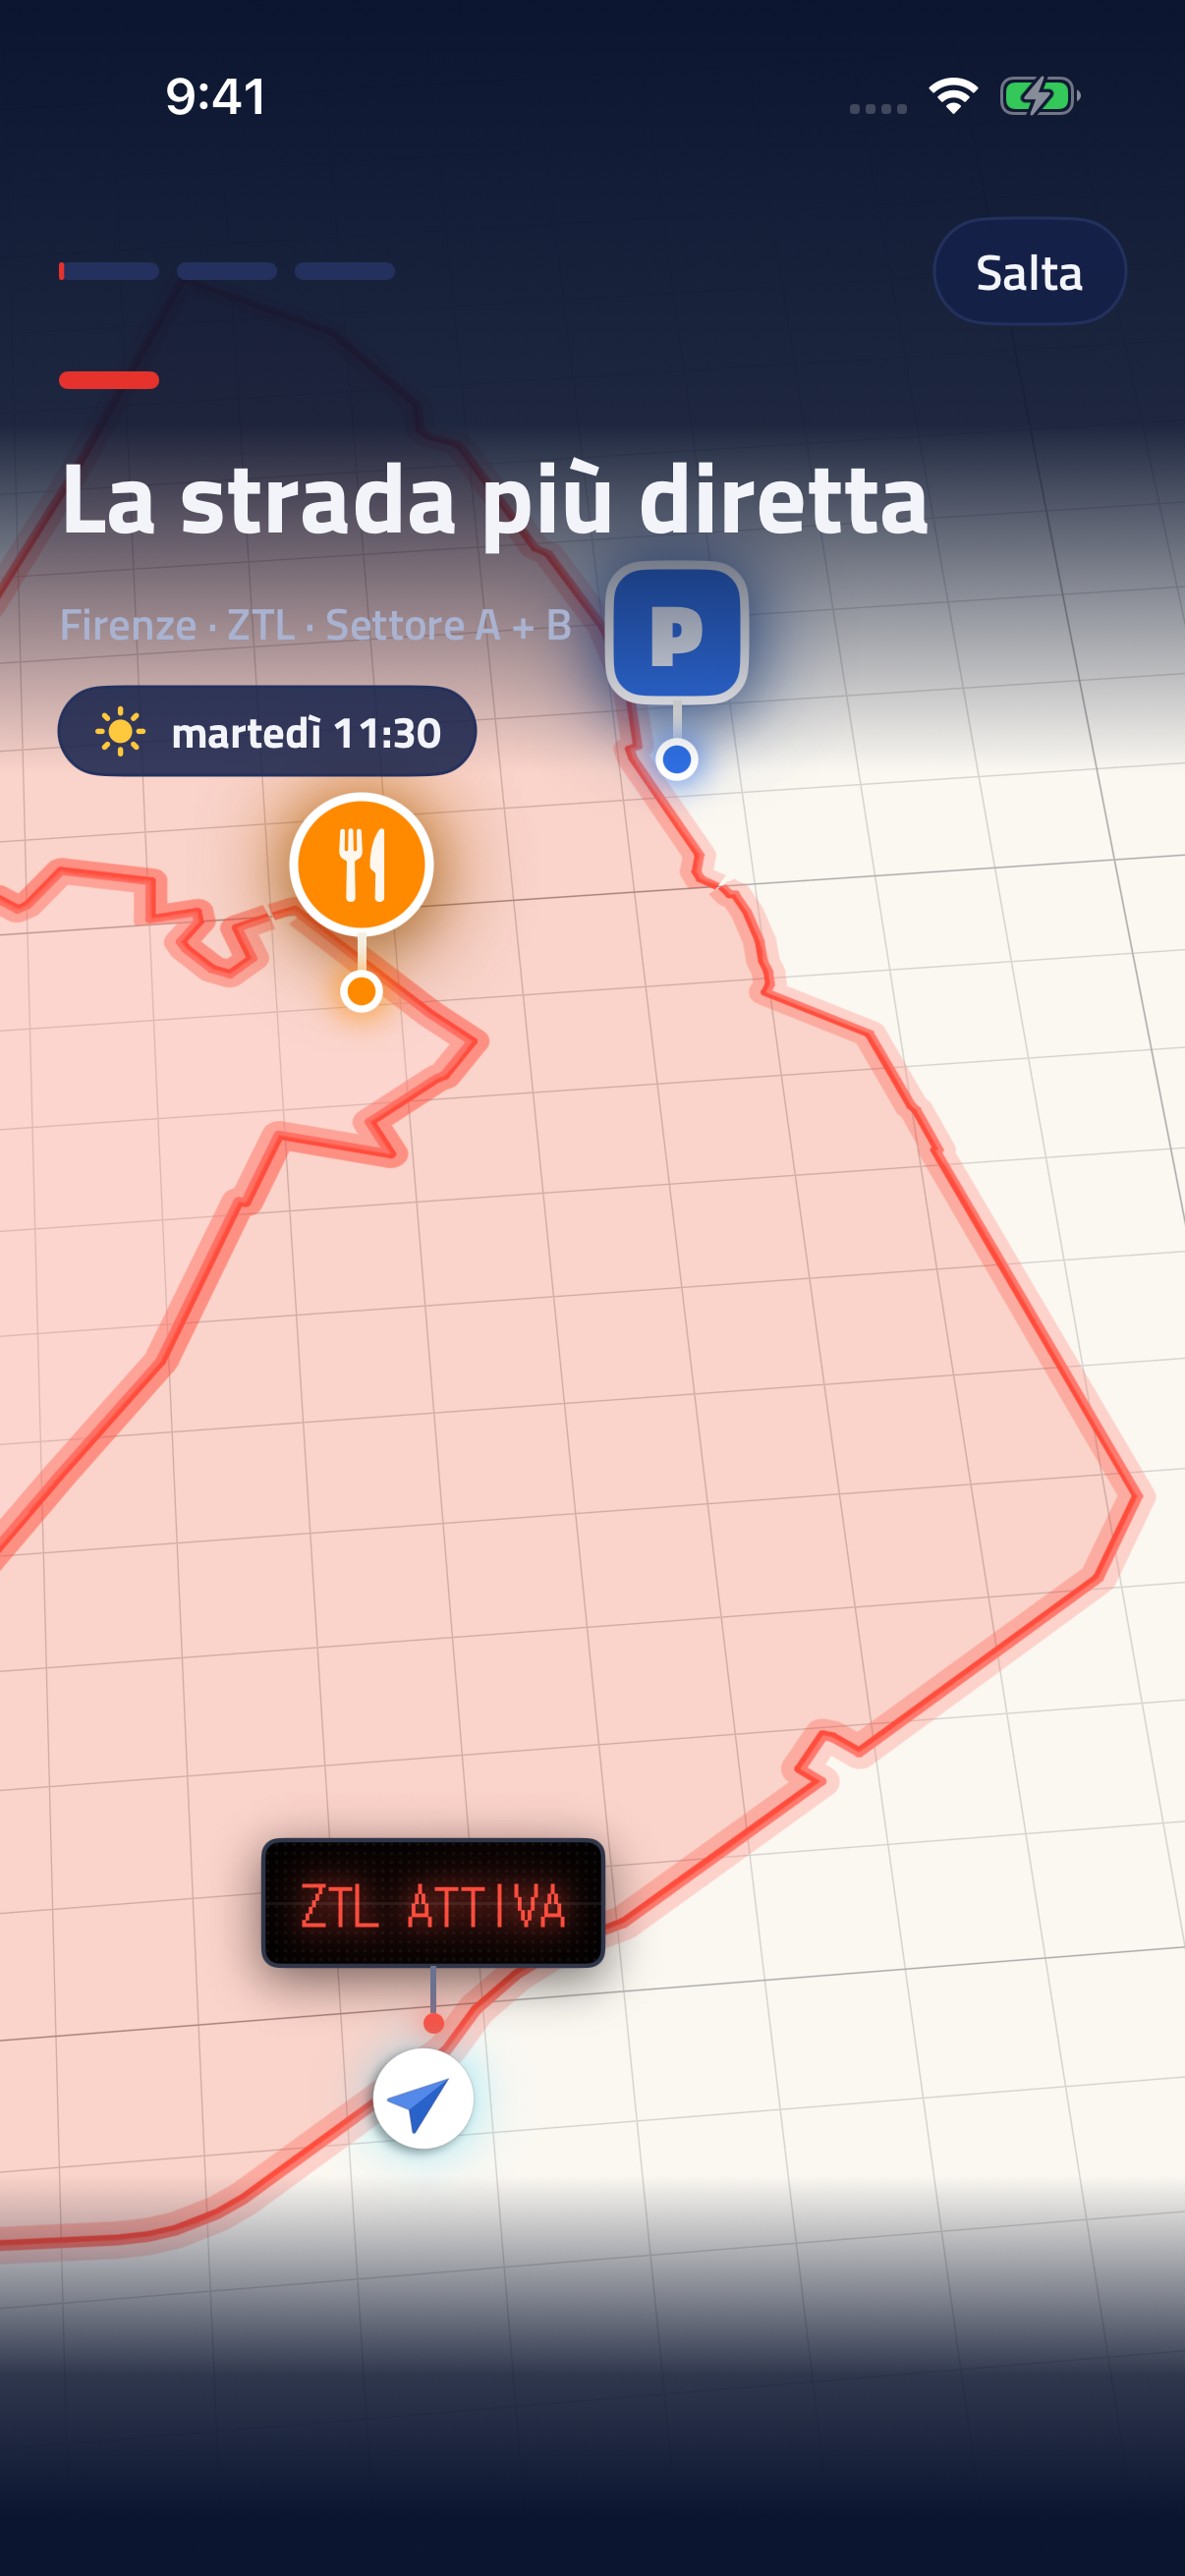 9:41
Salta
La strada più diretta
Firenze · ZTL · Settore A + B
P
martedì 11:30
ZTL ATTIVA